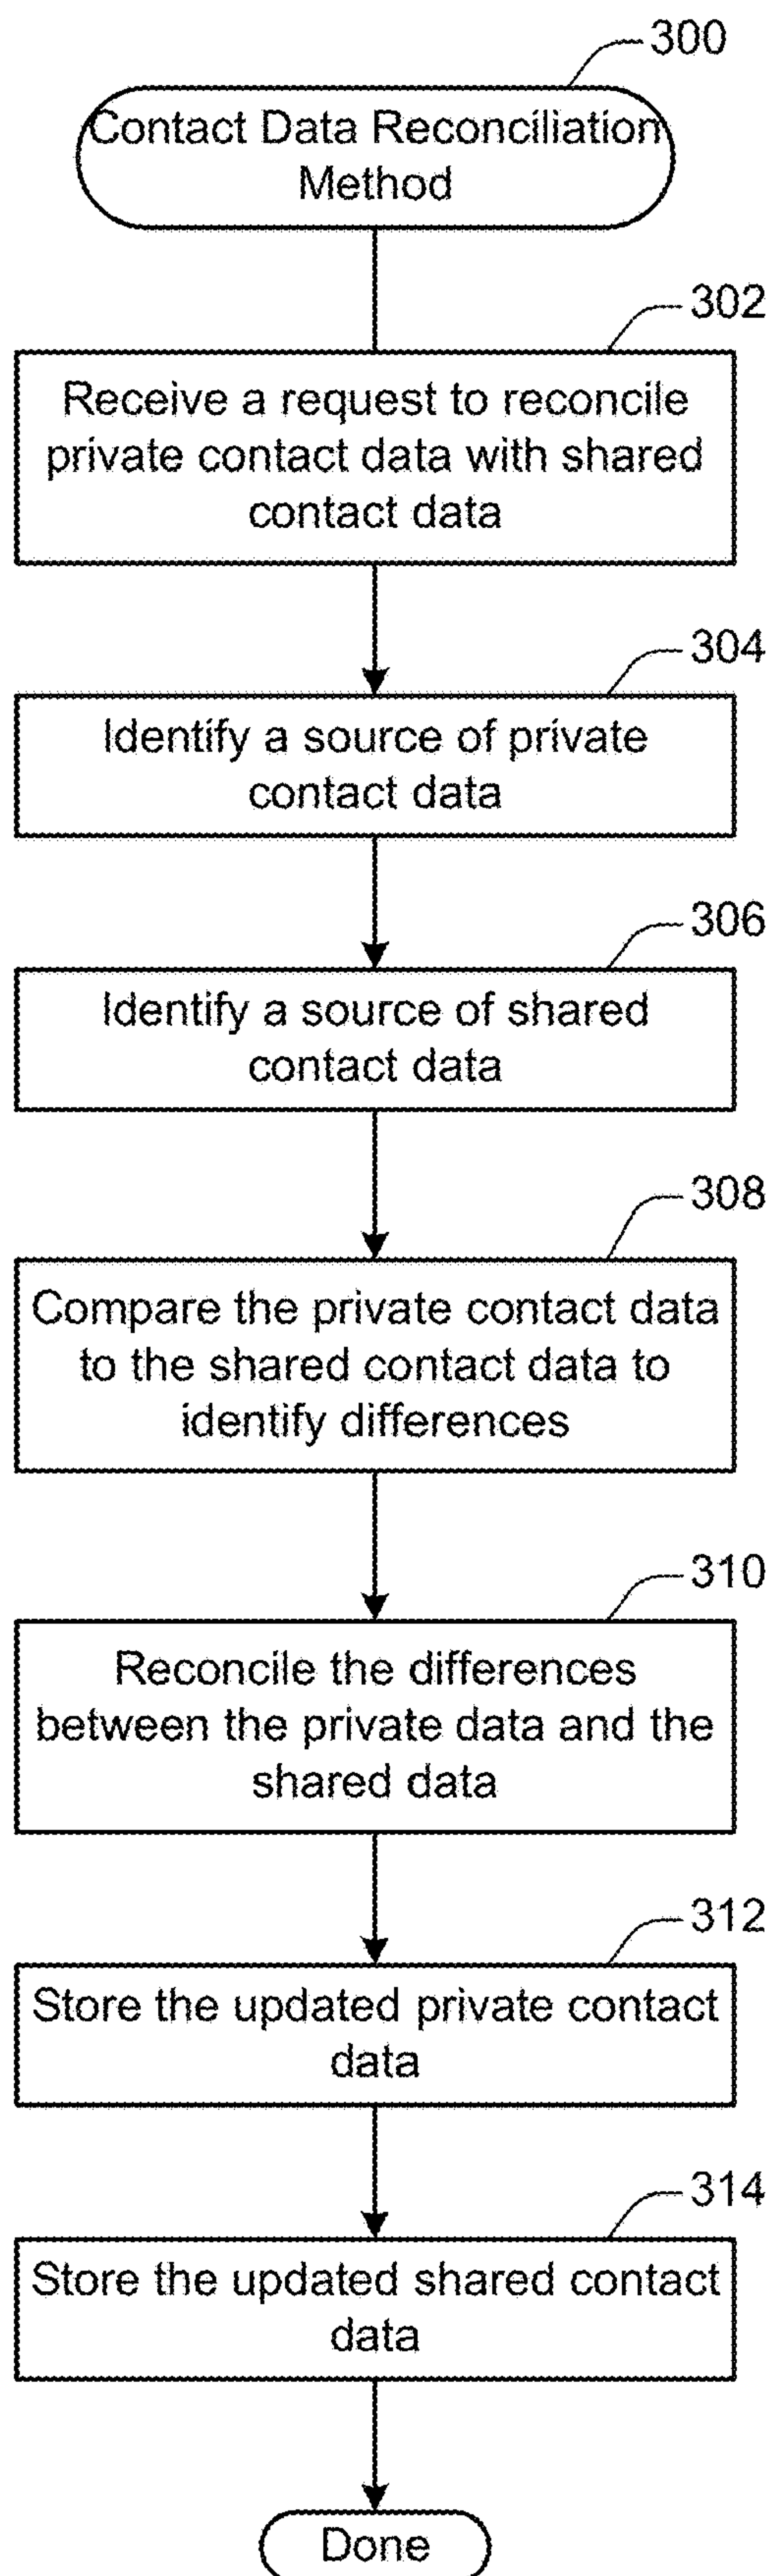 300
Contact Data Reconciliation
Method
302
Receive a request to reconcile
private contact data with shared
contact data
304
Identify a source of private
contact data
306
Identify a source of shared
contact data
308
Compare the private contact data
to the shared contact data to
identify differences
310
Reconcile the differences
between the private data and the
shared data
312
Store the updated private contact
data
314
Store the updated shared contact
data
Done